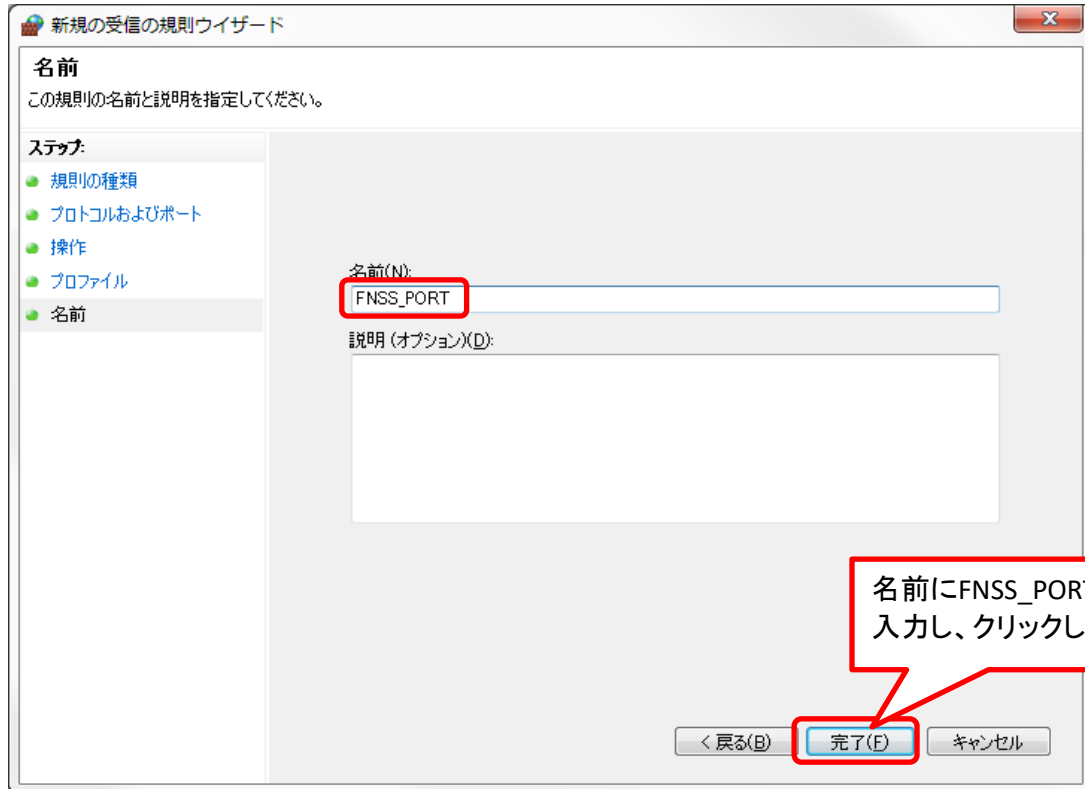 新規の受信の規則ウィザード
名前
この規則の名前と説明を指定してください。
ステップ:
規則の種類
プロトコルおよびポート
操作
プロファイル
名前
名前(N):
FNSS_PORT
説明 (オプション)(D):
名前にFNSS_PORT
入力し、クリックし
< 戻る(B)
完了(F)
キャンセル